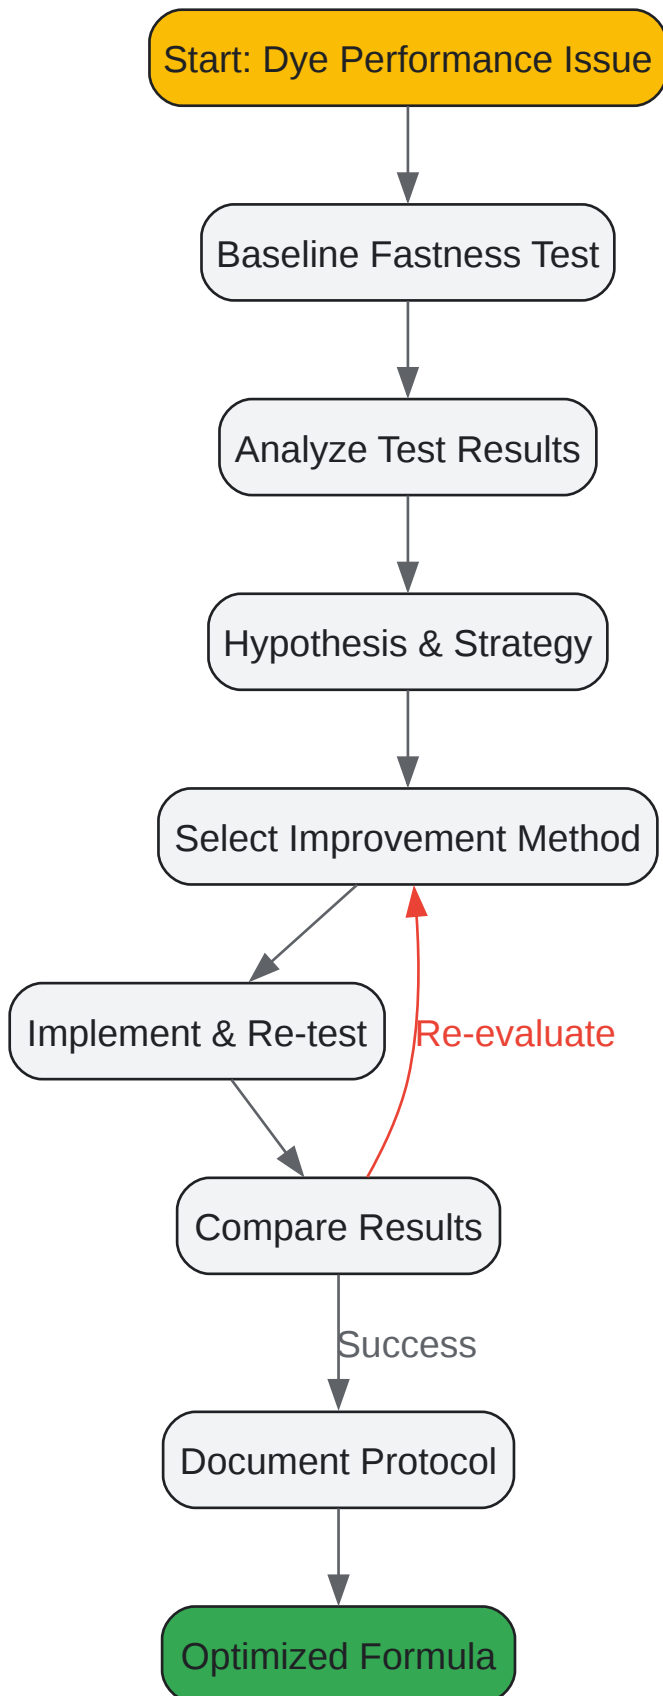 Start: Dye Performance Issue
Baseline Fastness Test
Analyze Test Results
Hypothesis & Strategy
Select Improvement Method
Implement & Re-test
Re-evaluate
Compare Results
Success
Document Protocol
Optimized Formula